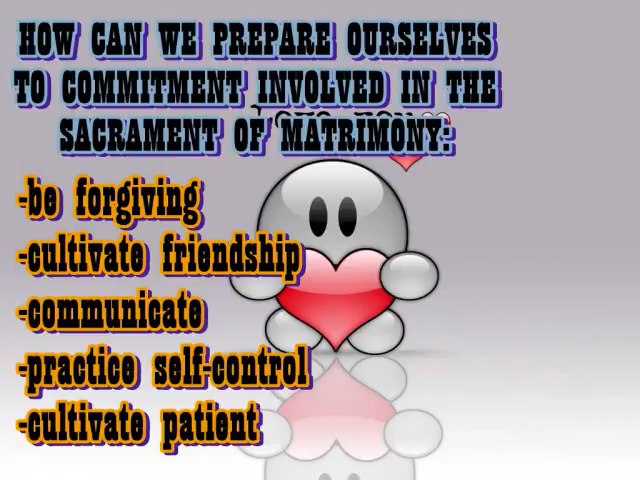 HOW CAN WE PREPARE OURSELVES
TO COMMITMENT INVOLVED IN THE
SACRAMENT OF MATRIMONY:
-be forgiving
-cultivate friendship
-communicate
-practice self-control
-cultivate patient